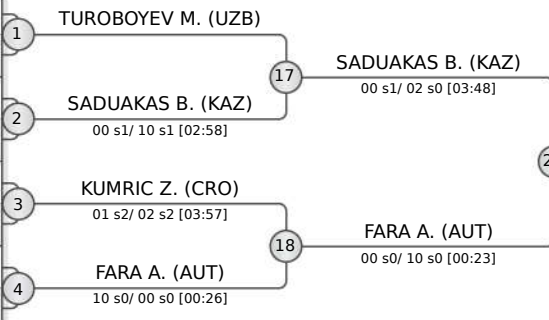 TUROBOYEV M. (UZB)
1
17
SADUAKAS B. (KAZ)
00 s1/ 02 s0 [03:48]
SADUAKAS B. (KAZ)
2
00 s1/ 10 s1 [02:58]
KUMRIC Z. (CRO)
3
01 s2/ 02 s2 [03:57]
18
FARA A. (AUT)
00 s0/ 10 s0 [00:23]
FARA A. (AUT)
4
10 s0/ 00 s0 [00:26]